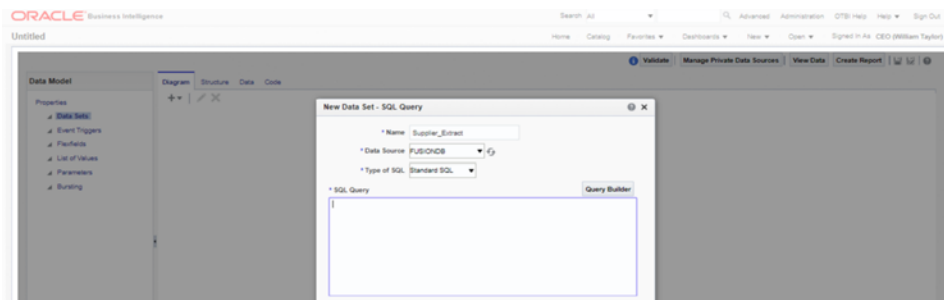 ORACLE Business Intelligence Search All Advanced Administration OTBI Help Help Sign Out
Untitled Home Catalog Favorites Dashboards New Open Signed In As CEO (William Taylor)
Validate Manage Private Data Sources View Data Create Report
Data Model Diagram Structure Data Code
Properties
Data Sets
Event Triggers
Flexfields
List of Values
Parameters
Bursting
New Data Set - SQL Query
* Name Supplier_Extract
* Data Source FUSIONDB
* Type of SQL Standard SQL
* SQL Query Query Builder